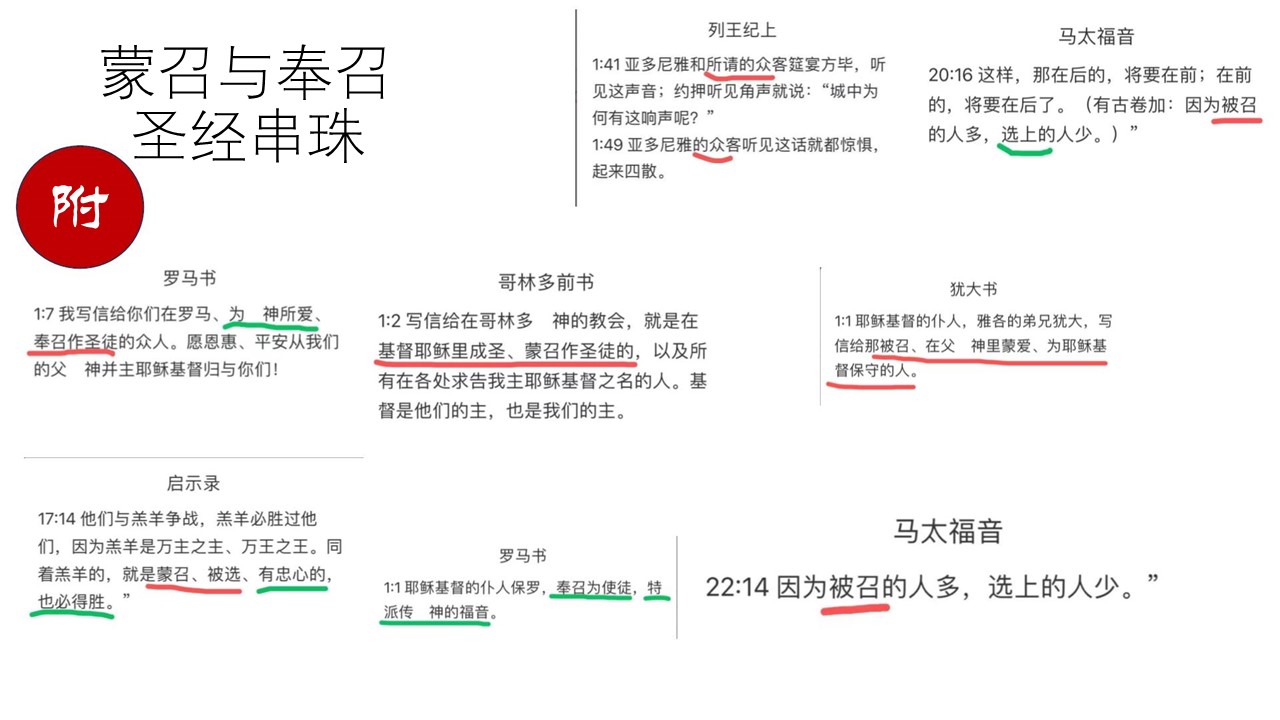 蒙召与奉召
圣经串珠
附
列王纪上
1:41 亚多尼雅和所请的众客筵宴方毕，听
见这声音；约押听见角声就说：“城中为
何有这响声呢？”
1:49 亚多尼雅的众客听见这话就都惊惧，
起来四散。
马太福音
20:16 这样，那在后的，将要在前；在前
的，将要在后了。（有古卷加：因为被召
的人多，选上的人少。）”
罗马书
1:7 我写信给你们在罗马、为　神所爱、
奉召作圣徒的众人。愿恩惠、平安从我们
的父　神并主耶稣基督归与你们！
哥林多前书
1:2 写信给在哥林多　神的教会，就是在
基督耶稣里成圣、蒙召作圣徒的，以及所
有在各处求告我主耶稣基督之名的人。基
督是他们的主，也是我们的主。
犹大书
1:1 耶稣基督的仆人，雅各的弟兄犹大，写
信给那被召、在父　神里蒙爱、为耶稣基
督保守的人。
启示录
17:14 他们与羔羊争战，羔羊必胜过他
们，因为羔羊是万主之主、万王之王。同
着羔羊的，就是蒙召、被选、有忠心的，
也必得胜。”
罗马书
1:1 耶稣基督的仆人保罗，奉召为使徒，特
派传　神的福音。
马太福音
22:14 因为被召的人多，选上的人少。”